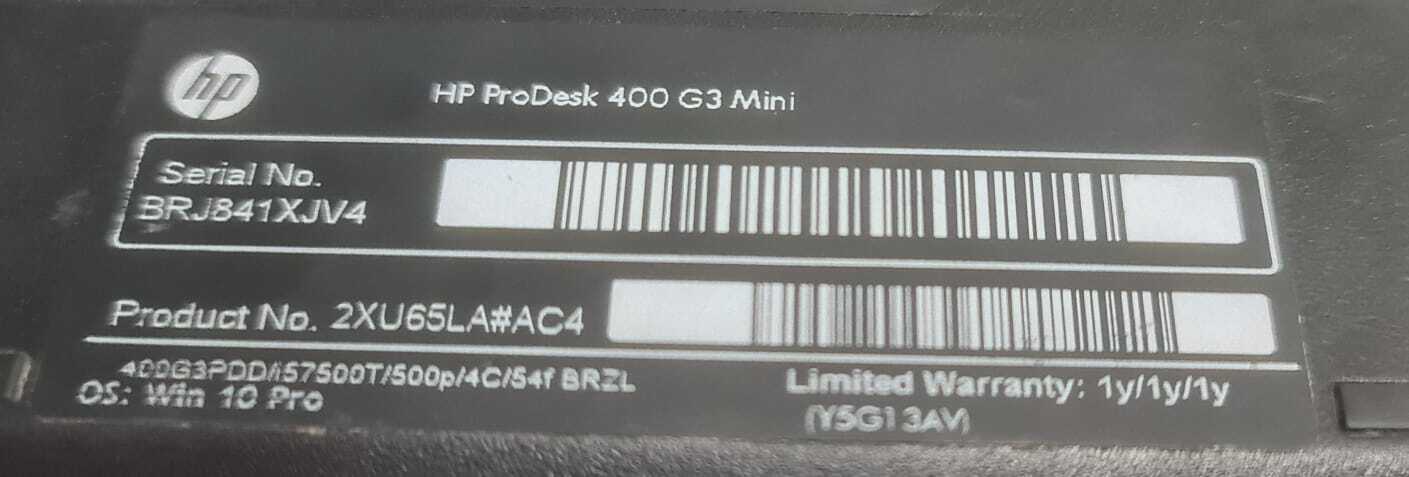 hp
HP ProDesk 400 G3 Mini
Serial No.
BRJ841XJV4
Product No. 2XU65LA#AC4
400G3PDD/i57500T/500p/4C/54f BRZL
OS: Win 10 Pro
Limited Warranty: 1y/1y/1y
(Y5G13AV)